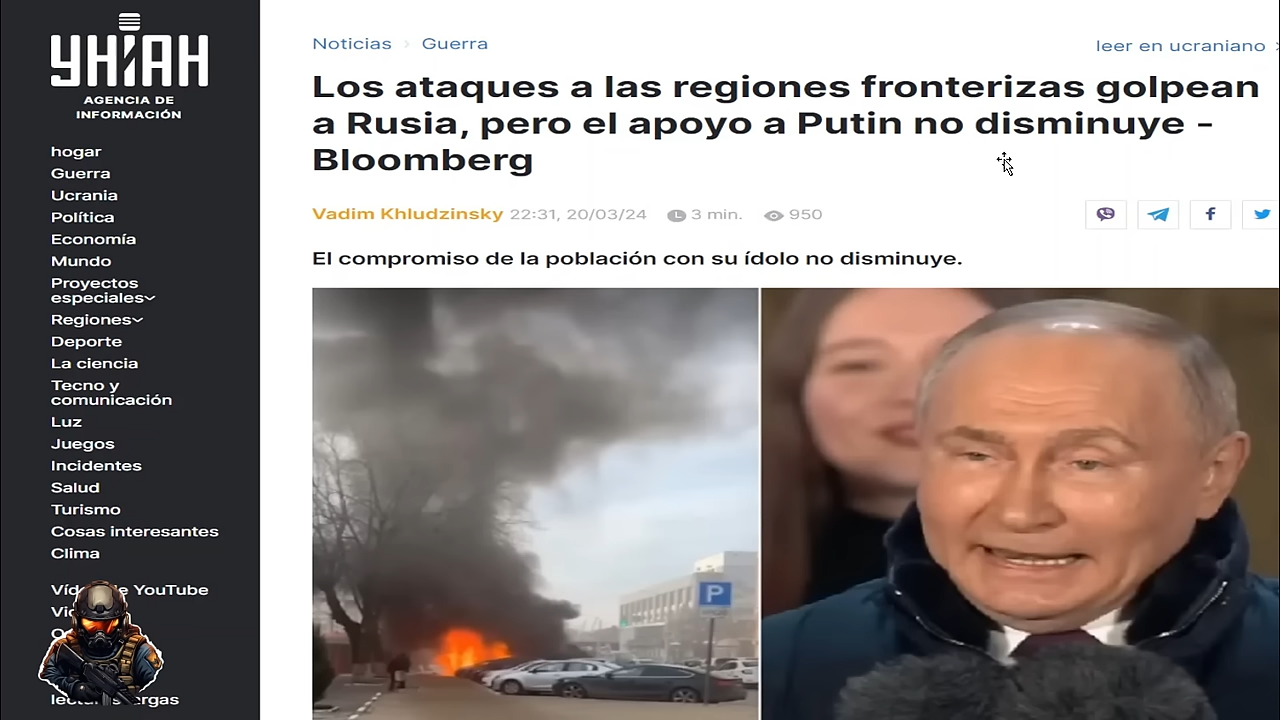 УНІАН
AGENCIA DE
INFORMACIÓN
hogar
Guerra
Ucrania
Política
Economía
Mundo
Proyectos
especiales
Regiones
Deporte
La ciencia
Tecno y
comunicación
Luz
Juegos
Incidentes
Salud
Turismo
Cosas interesantes
Clima
YouTube
Noticias › Guerra
leer en ucraniano
Los ataques a las regiones fronterizas golpean
a Rusia, pero el apoyo a Putin no disminuye -
Bloomberg
Vadim Khludzinsky 22:31, 20/03/24 3 min. 950
El compromiso de la población con su ídolo no disminuye.
P